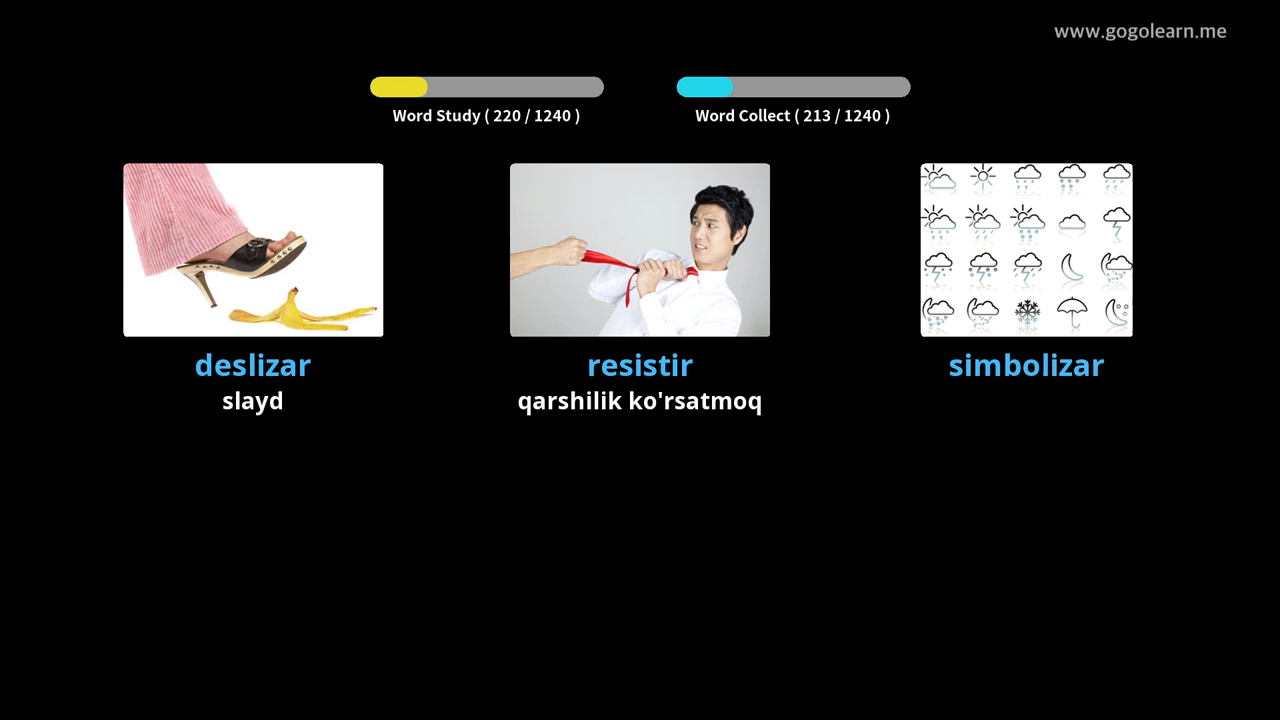 www.gogolearn.me
Word Study ( 220 / 1240 )
Word Collect ( 213 / 1240 )
deslizar
resistir
simbolizar
slayd
qarshilik ko'rsatmoq